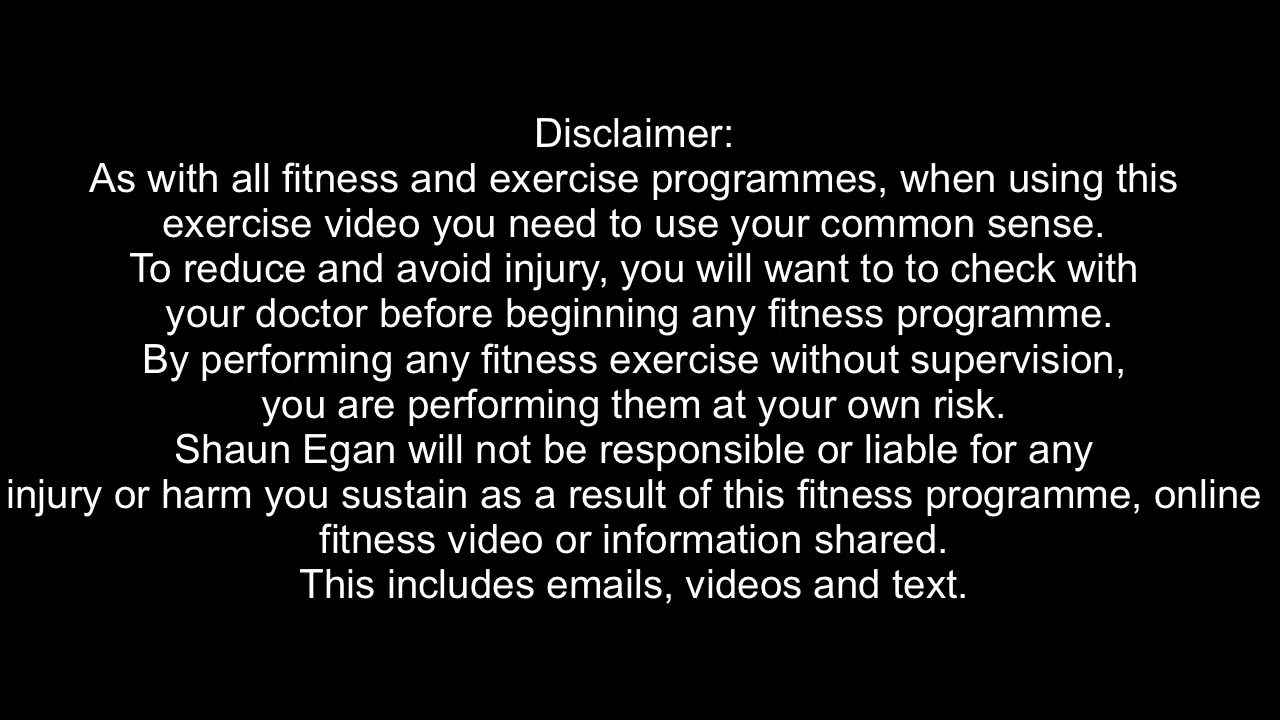 Disclaimer:
As with all fitness and exercise programmes, when using this
exercise video you need to use your common sense.
To reduce and avoid injury, you will want to to check with
your doctor before beginning any fitness programme.
By performing any fitness exercise without supervision,
you are performing them at your own risk.
Shaun Egan will not be responsible or liable for any
injury or harm you sustain as a result of this fitness programme, online
fitness video or information shared.
This includes emails, videos and text.